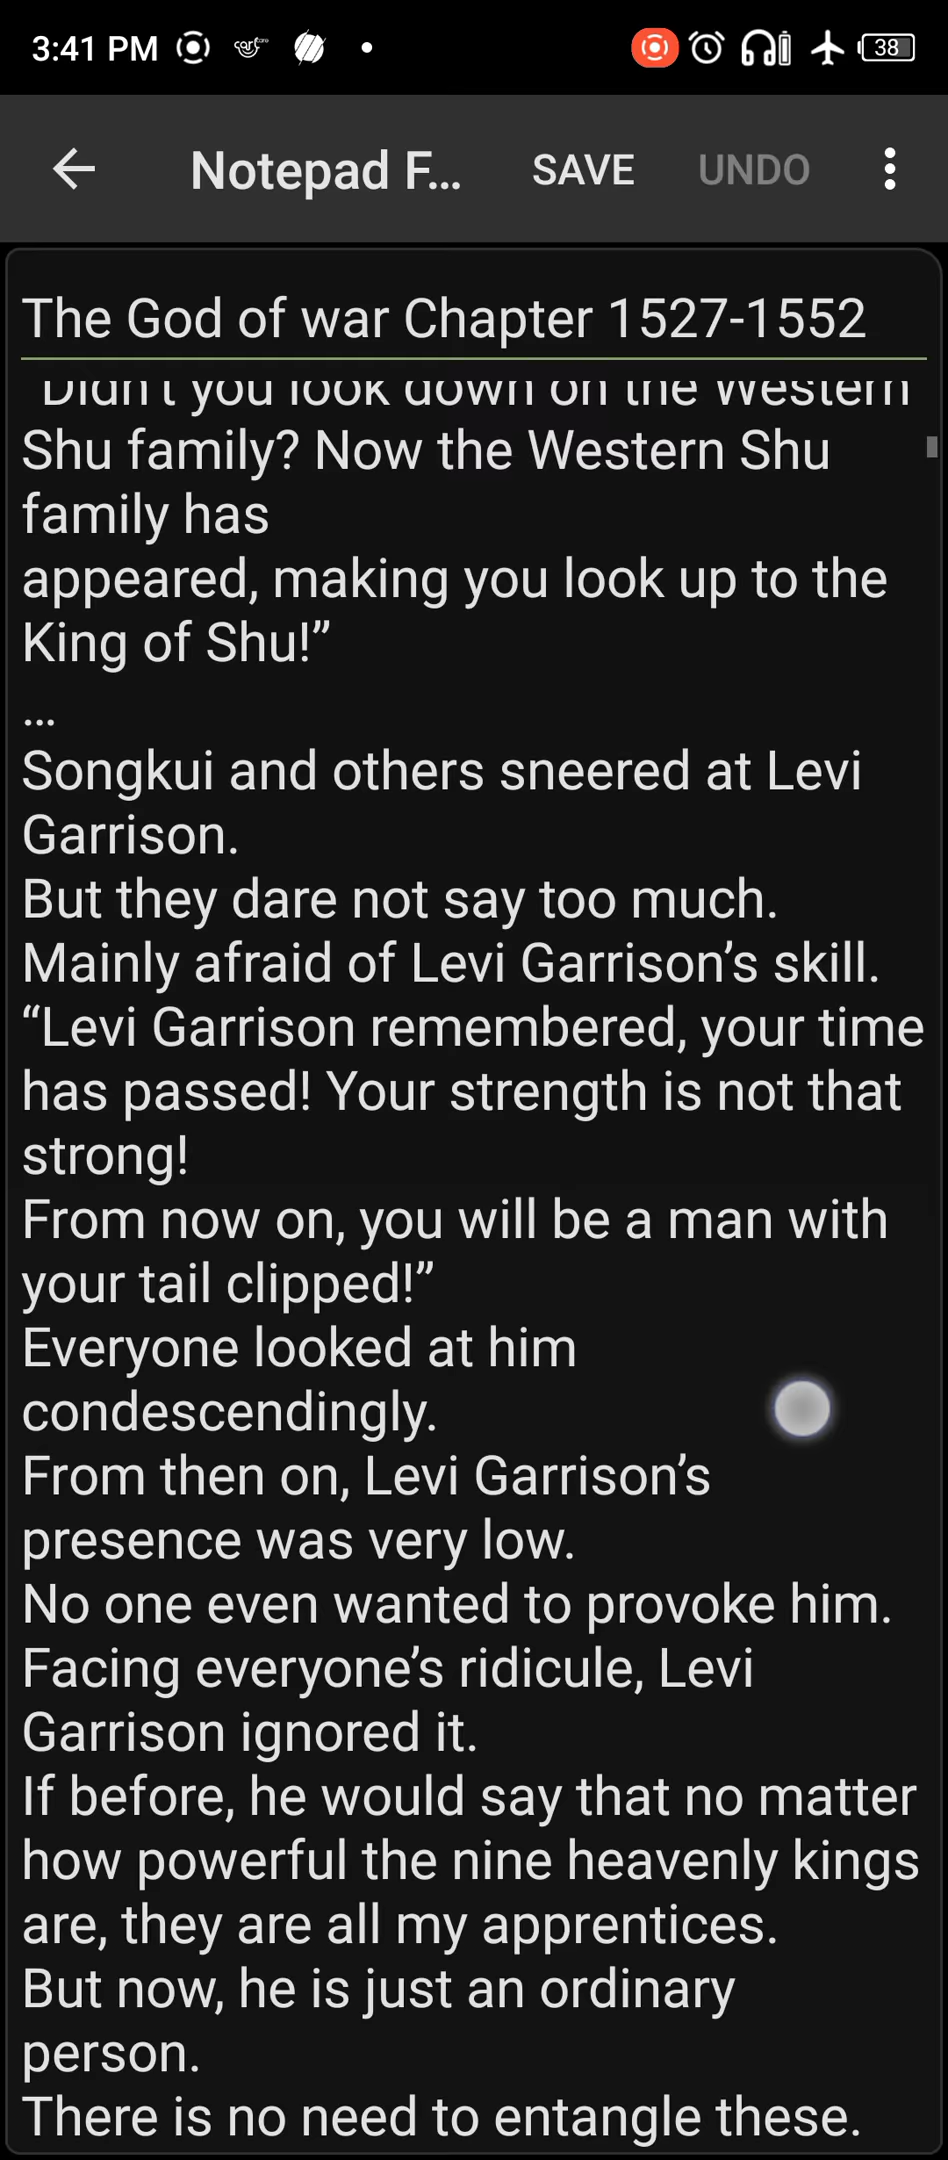 3:41 PM
38
Notepad F...
SAVE
UNDO
The God of war Chapter 1527-1552
Didn't you look down on the Western
Shu family? Now the Western Shu
family has
appeared, making you look up to the
King of Shu!”
...
Songkui and others sneered at Levi
Garrison.
But they dare not say too much.
Mainly afraid of Levi Garrison’s skill.
“Levi Garrison remembered, your time
has passed! Your strength is not that
strong!
From now on, you will be a man with
your tail clipped!”
Everyone looked at him
condescendingly.
From then on, Levi Garrison’s
presence was very low.
No one even wanted to provoke him.
Facing everyone’s ridicule, Levi
Garrison ignored it.
If before, he would say that no matter
how powerful the nine heavenly kings
are, they are all my apprentices.
But now, he is just an ordinary
person.
There is no need to entangle these.